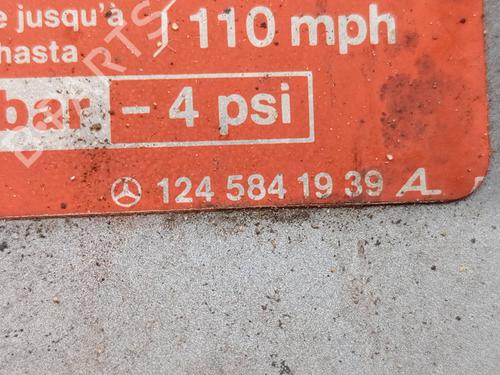 e jusqu'à
hasta
/ 110 mph
bar - 4 psi
124 584 19 39 A